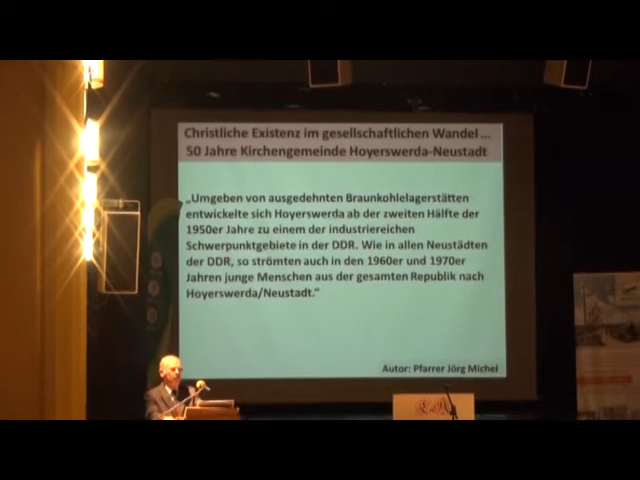 Christliche Existenz im gesellschaftlichen Wandel ...
50 Jahre Kirchengemeinde Hoyerswerda-Neustadt
„Umgeben von ausgedehnten Braunkohlelagerstätten
entwickelte sich Hoyerswerda ab der zweiten Hälfte der
1950er Jahre zu einem der industriereichen
Schwerpunktgebiete in der DDR. Wie in allen Neustädten
der DDR, so strömten auch in den 1960er und 1970er
Jahren junge Menschen aus der gesamten Republik nach
Hoyerswerda/Neustadt.“
Autor: Pfarrer Jörg Michel